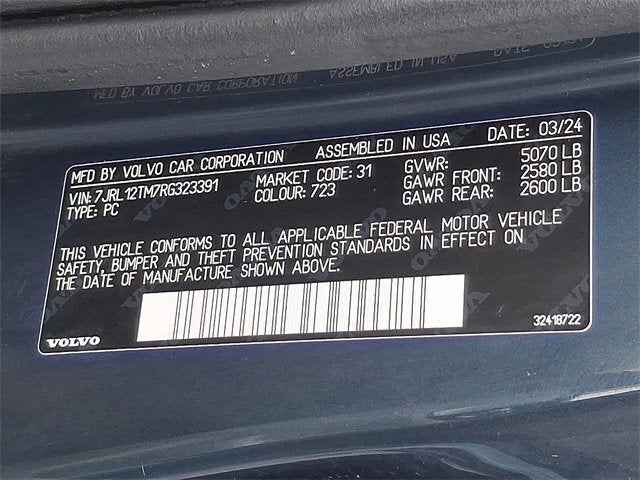 MFD BY VOLVO CAR CORPORATION ASSEMBLED IN USA DATE: 03/24
VIN: 7JRL12TM7RG323391 MARKET CODE: 31 GVWR: 5070 LB
TYPE: PC COLOUR: 723 GAWR FRONT: 2580 LB
GAWR REAR: 2600 LB
THIS VEHICLE CONFORMS TO ALL APPLICABLE FEDERAL MOTOR VEHICLE
SAFETY, BUMPER AND THEFT PREVENTION STANDARDS IN EFFECT ON
THE DATE OF MANUFACTURE SHOWN ABOVE.
VOLVO 32418722